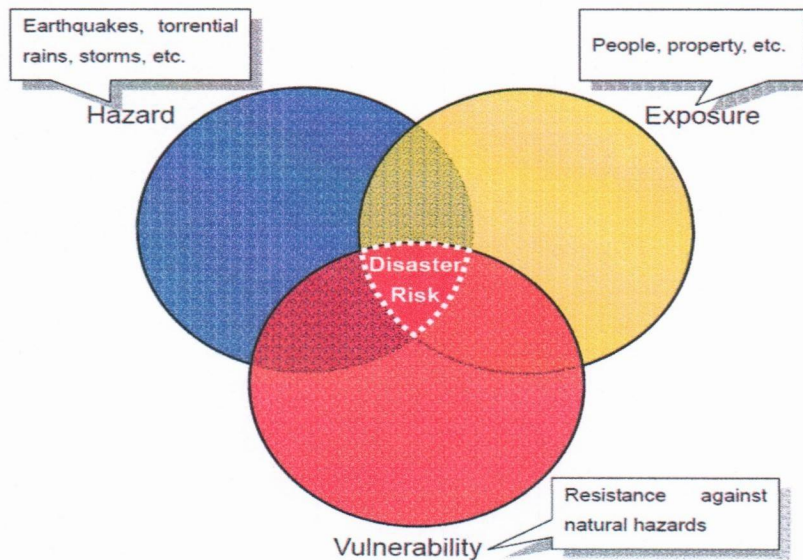 Earthquakes, torrential
rains, storms, etc.
People, property, etc.
Hazard
Exposure
Disaster
Risk
Resistance against
natural hazards
Vulnerability